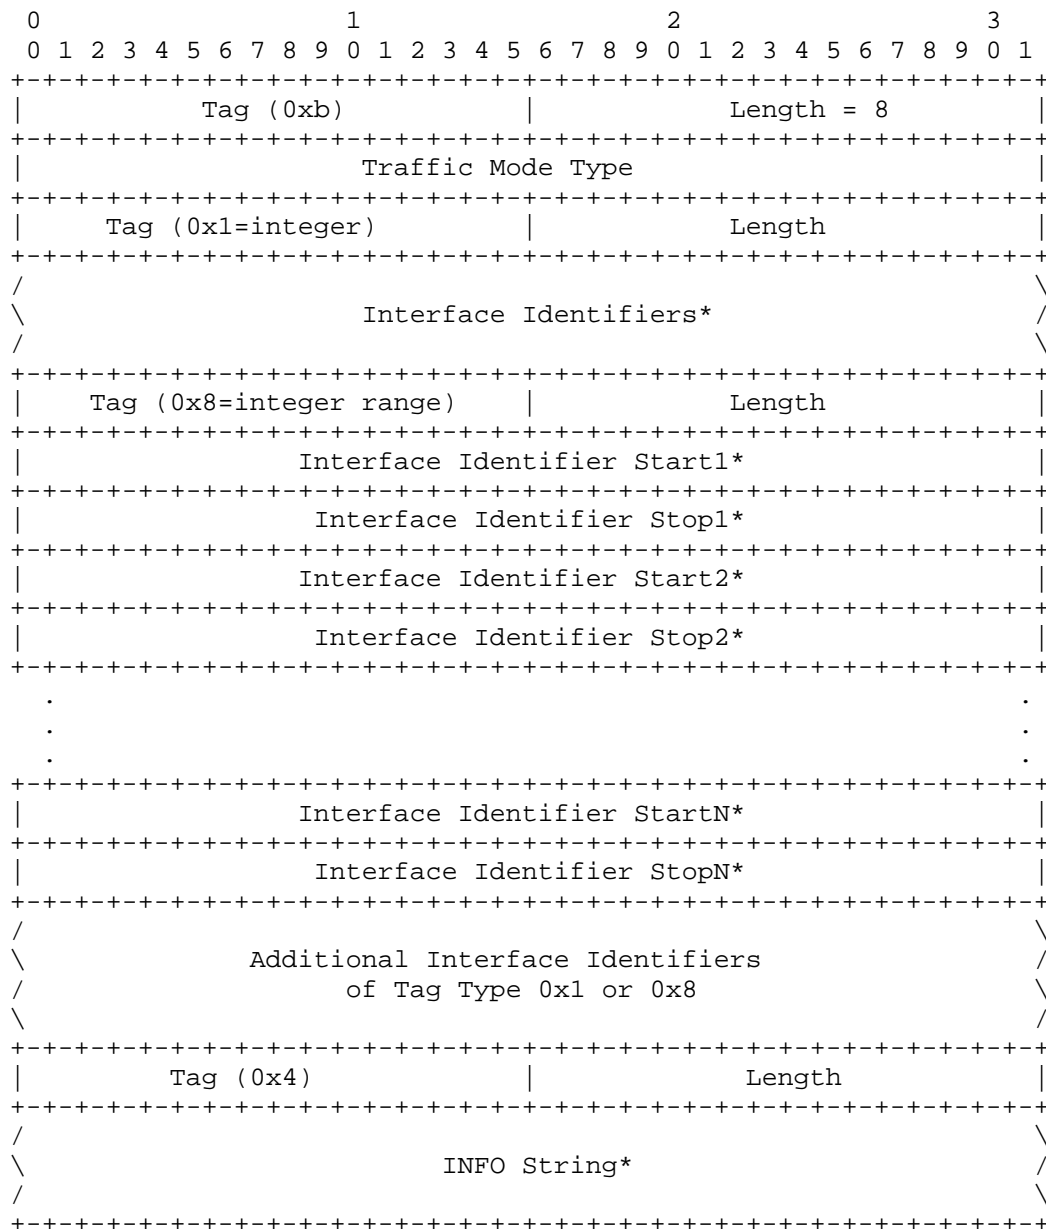 0 1 2 3
0 1 2 3 4 5 6 7 8 9 0 1 2 3 4 5 6 7 8 9 0 1 2 3 4 5 6 7 8 9 0 1
+-+-+-+-+-+-+-+-+-+-+-+-+-+-+-+-+-+-+-+-+-+-+-+-+-+-+-+-+-+-+-+-+
| Tag (0xb) | Length = 8 |
+-+-+-+-+-+-+-+-+-+-+-+-+-+-+-+-+-+-+-+-+-+-+-+-+-+-+-+-+-+-+-+-+
| Traffic Mode Type |
+-+-+-+-+-+-+-+-+-+-+-+-+-+-+-+-+-+-+-+-+-+-+-+-+-+-+-+-+-+-+-+-+
| Tag (0x1=integer) | Length |
+-+-+-+-+-+-+-+-+-+-+-+-+-+-+-+-+-+-+-+-+-+-+-+-+-+-+-+-+-+-+-+-+
/ \
\ Interface Identifiers* /
/ \
+-+-+-+-+-+-+-+-+-+-+-+-+-+-+-+-+-+-+-+-+-+-+-+-+-+-+-+-+-+-+-+-+
| Tag (0x8=integer range) | Length |
+-+-+-+-+-+-+-+-+-+-+-+-+-+-+-+-+-+-+-+-+-+-+-+-+-+-+-+-+-+-+-+-+
| Interface Identifier Start1* |
+-+-+-+-+-+-+-+-+-+-+-+-+-+-+-+-+-+-+-+-+-+-+-+-+-+-+-+-+-+-+-+-+
| Interface Identifier Stop1* |
+-+-+-+-+-+-+-+-+-+-+-+-+-+-+-+-+-+-+-+-+-+-+-+-+-+-+-+-+-+-+-+-+
| Interface Identifier Start2* |
+-+-+-+-+-+-+-+-+-+-+-+-+-+-+-+-+-+-+-+-+-+-+-+-+-+-+-+-+-+-+-+-+
| Interface Identifier Stop2* |
+-+-+-+-+-+-+-+-+-+-+-+-+-+-+-+-+-+-+-+-+-+-+-+-+-+-+-+-+-+-+-+-+
. .
. .
. .
+-+-+-+-+-+-+-+-+-+-+-+-+-+-+-+-+-+-+-+-+-+-+-+-+-+-+-+-+-+-+-+-+
| Interface Identifier StartN* |
+-+-+-+-+-+-+-+-+-+-+-+-+-+-+-+-+-+-+-+-+-+-+-+-+-+-+-+-+-+-+-+-+
| Interface Identifier StopN* |
+-+-+-+-+-+-+-+-+-+-+-+-+-+-+-+-+-+-+-+-+-+-+-+-+-+-+-+-+-+-+-+-+
/ \
\ Additional Interface Identifiers /
/ of Tag Type 0x1 or 0x8 \
\ /
+-+-+-+-+-+-+-+-+-+-+-+-+-+-+-+-+-+-+-+-+-+-+-+-+-+-+-+-+-+-+-+-+
| Tag (0x4) | Length |
+-+-+-+-+-+-+-+-+-+-+-+-+-+-+-+-+-+-+-+-+-+-+-+-+-+-+-+-+-+-+-+-+
/ \
\ INFO String* /
/ \
+-+-+-+-+-+-+-+-+-+-+-+-+-+-+-+-+-+-+-+-+-+-+-+-+-+-+-+-+-+-+-+-+